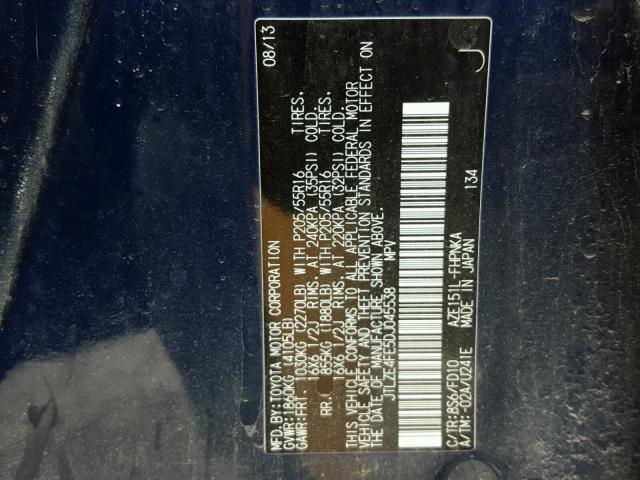 MFD.BY:TOYOTA MOTOR CORPORATION 08/13
GVWR:1860KG (4105LB)
GAWR:FRT. 1030KG (2270LB) WITH P205/55R16 TIRES.
16X6 1/2J RIMS, AT 240KPA (35PSI) COLD.
RR. 855KG (1880LB) WITH P205/55R16 TIRES.
16X6 1/2J RIMS, AT 220KPA (32PSI) COLD.
THIS VEHICLE CONFORMS TO ALL APPLICABLE FEDERAL MOTOR
VEHICLE SAFETY AND THEFT PREVENTION STANDARDS IN EFFECT ON
THE DATE OF MANUFACTURE SHOWN ABOVE.
JTLZE4FE5DJ045538 MPV
134
C/TR:8S6/FD10 AZE151L-FHPNKA
A/TM:-02A/U241E MADE IN JAPAN
J